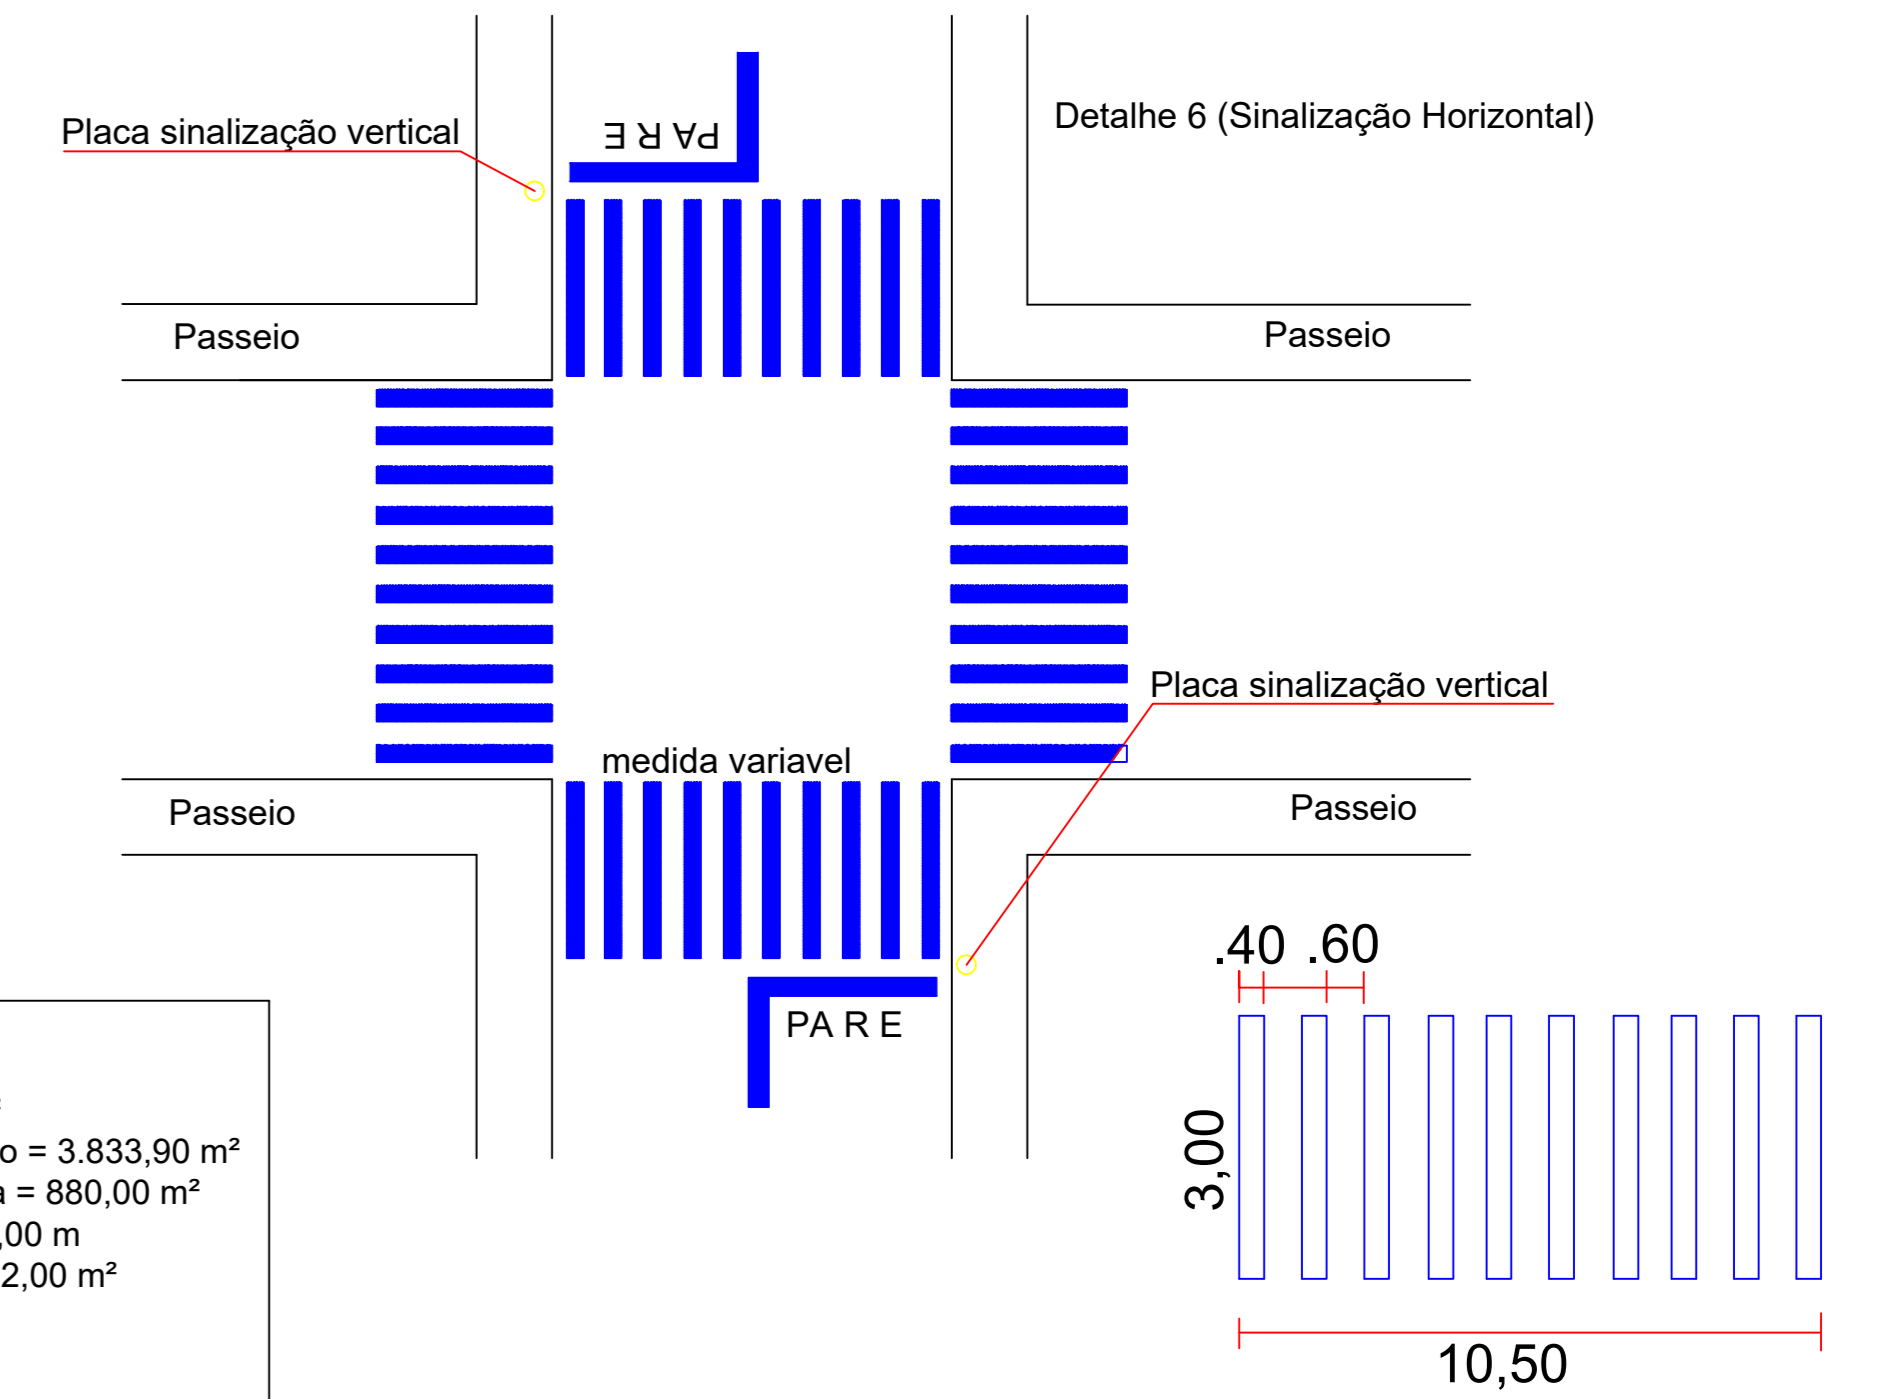 Placa sinalização vertical
PA R E
Detalhe 6 (Sinalização Horizontal)
Passeio
Passeio
Placa sinalização vertical
medida variavel
Passeio
Passeio
.40 .60
PA R E
3,00
10,50
o = 3.833,90 m²
= 880,00 m²
,00 m
2,00 m²